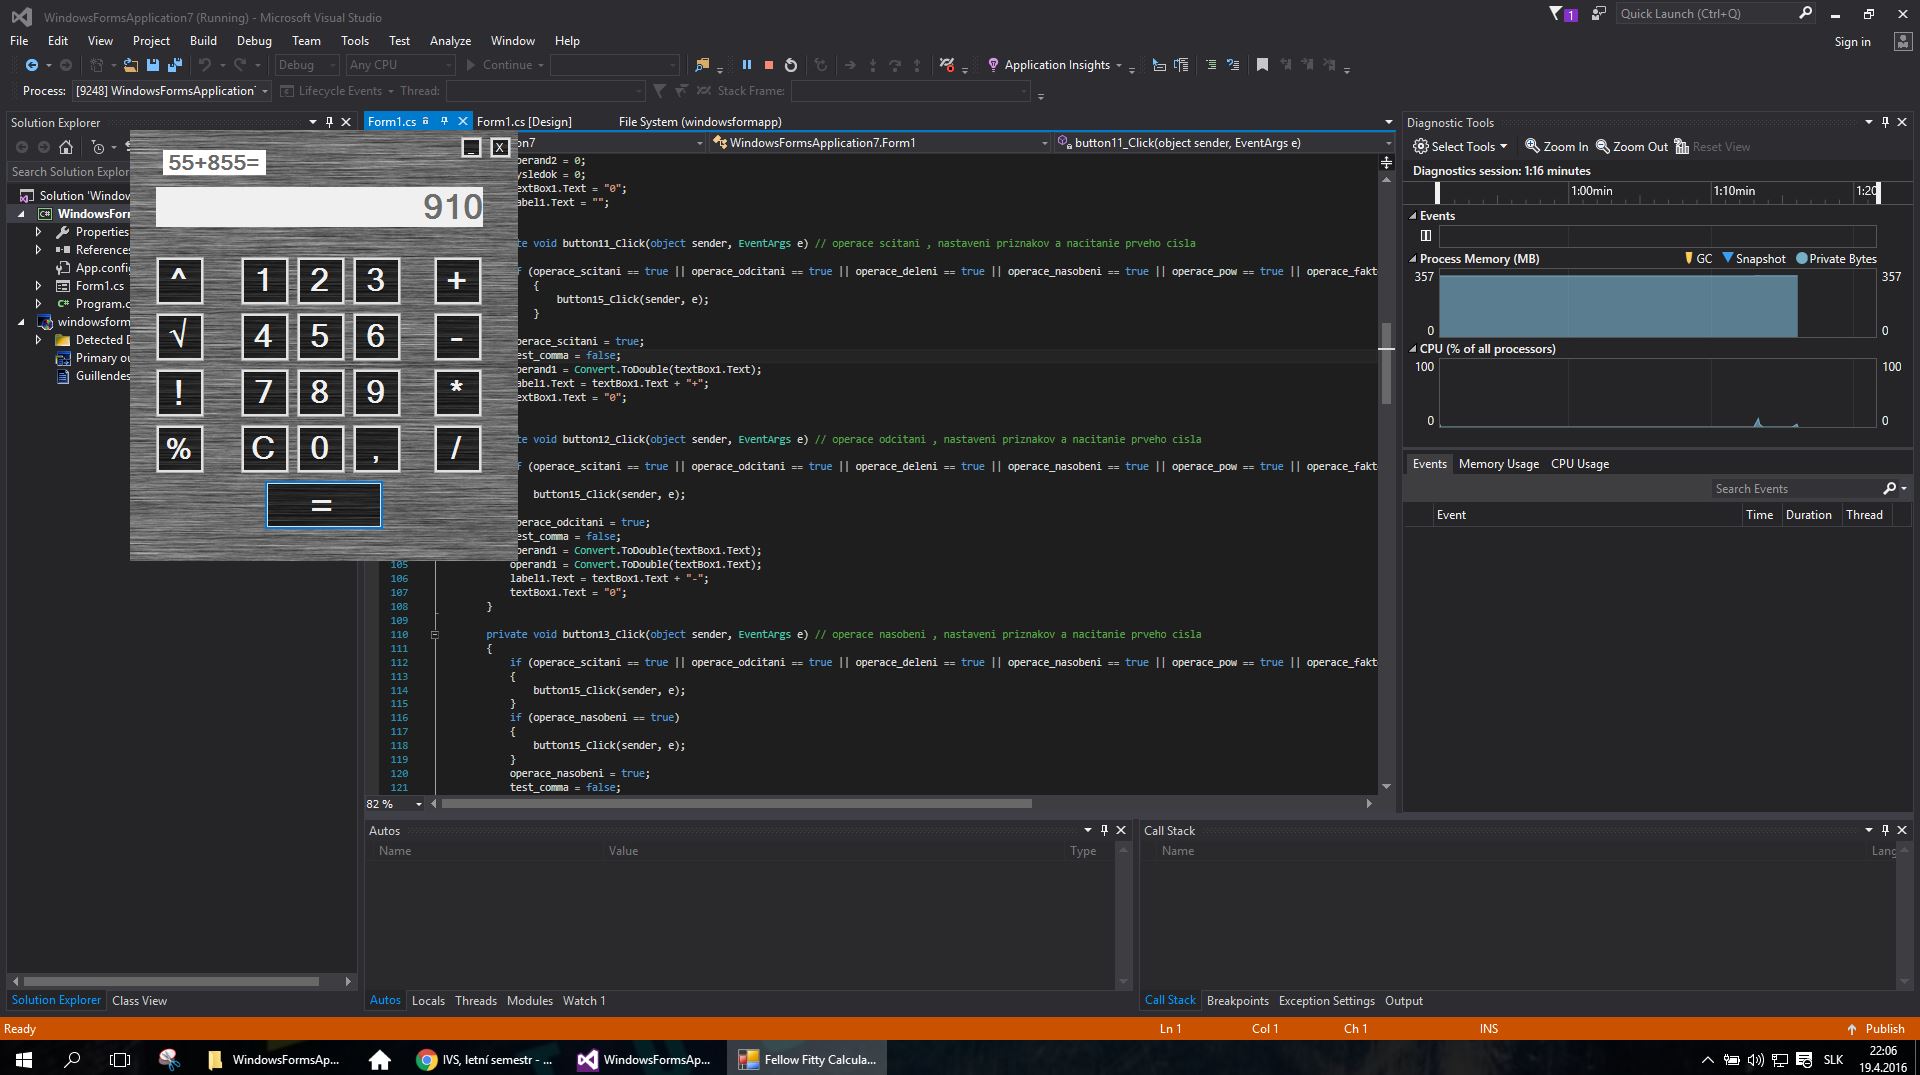 WindowsFormsApplication7 (Running) - Microsoft Visual Studio
1
Quick Launch (Ctrl+Q)
File Edit View Project Build Debug Team Tools Test Analyze Window Help
Sign in
Debug Any CPU Continue Application Insights
Process: [9248] WindowsFormsApplication Lifecycle Events Thread: Stack Frame:
Solution Explorer
Form1.cs Form1.cs [Design] File System (windowsformapp)
on7 WindowsFormsApplication7.Form1 button11_Click(object sender, EventArgs e)
Search Solution Explor
Solution 'Window
WindowsForm
Properties
References
App.config
Form1.cs
Program.c
windowsform
Detected D
Primary ou
Guillendes
_ X
55+855=
910
^ 1 2 3 +
√ 4 5 6 -
! 7 8 9 *
% C 0 , /
=
perand2 = 0;
ysledok = 0;
extBox1.Text = "0";
abel1.Text = "";
te void button11_Click(object sender, EventArgs e) // operace scitani , nastaveni priznakov a nacitanie prveho cisla
f (operace_scitani == true || operace_odcitani == true || operace_deleni == true || operace_nasobeni == true || operace_pow == true || operace_fakt
{
button15_Click(sender, e);
}
perace_scitani = true;
est_comma = false;
perand1 = Convert.ToDouble(textBox1.Text);
abel1.Text = textBox1.Text + "+";
extBox1.Text = "0";
te void button12_Click(object sender, EventArgs e) // operace odcitani , nastaveni priznakov a nacitanie prveho cisla
f (operace_scitani == true || operace_odcitani == true || operace_deleni == true || operace_nasobeni == true || operace_pow == true || operace_fakt
button15_Click(sender, e);
perace_odcitani = true;
est_comma = false;
perand1 = Convert.ToDouble(textBox1.Text);
105 operand1 = Convert.ToDouble(textBox1.Text);
106 label1.Text = textBox1.Text + "-";
107 textBox1.Text = "0";
108 }
109
110 private void button13_Click(object sender, EventArgs e) // operace nasobeni , nastaveni priznakov a nacitanie prveho cisla
111 {
112 if (operace_scitani == true || operace_odcitani == true || operace_deleni == true || operace_nasobeni == true || operace_pow == true || operace_fakt
113 {
114 button15_Click(sender, e);
115 }
116 if (operace_nasobeni == true)
117 {
118 button15_Click(sender, e);
119 }
120 operace_nasobeni = true;
121 test_comma = false;
82 %
Diagnostic Tools
Select Tools Zoom In Zoom Out Reset View
Diagnostics session: 1:16 minutes
1:00min 1:10min 1:20
Events
Process Memory (MB) GC Snapshot Private Bytes
357 357
0 0
CPU (% of all processors)
100 100
0 0
Events Memory Usage CPU Usage
Search Events
Event Time Duration Thread
Autos
Name Value Type
Call Stack
Name Lang
Solution Explorer Class View
Autos Locals Threads Modules Watch 1
Call Stack Breakpoints Exception Settings Output
Ready Ln 1 Col 1 Ch 1 INS Publish
WindowsFormsAp... IVS, letní semestr - ... WindowsFormsAp... Fellow Fitty Calcula...
SLK
22:06
19.4.2016